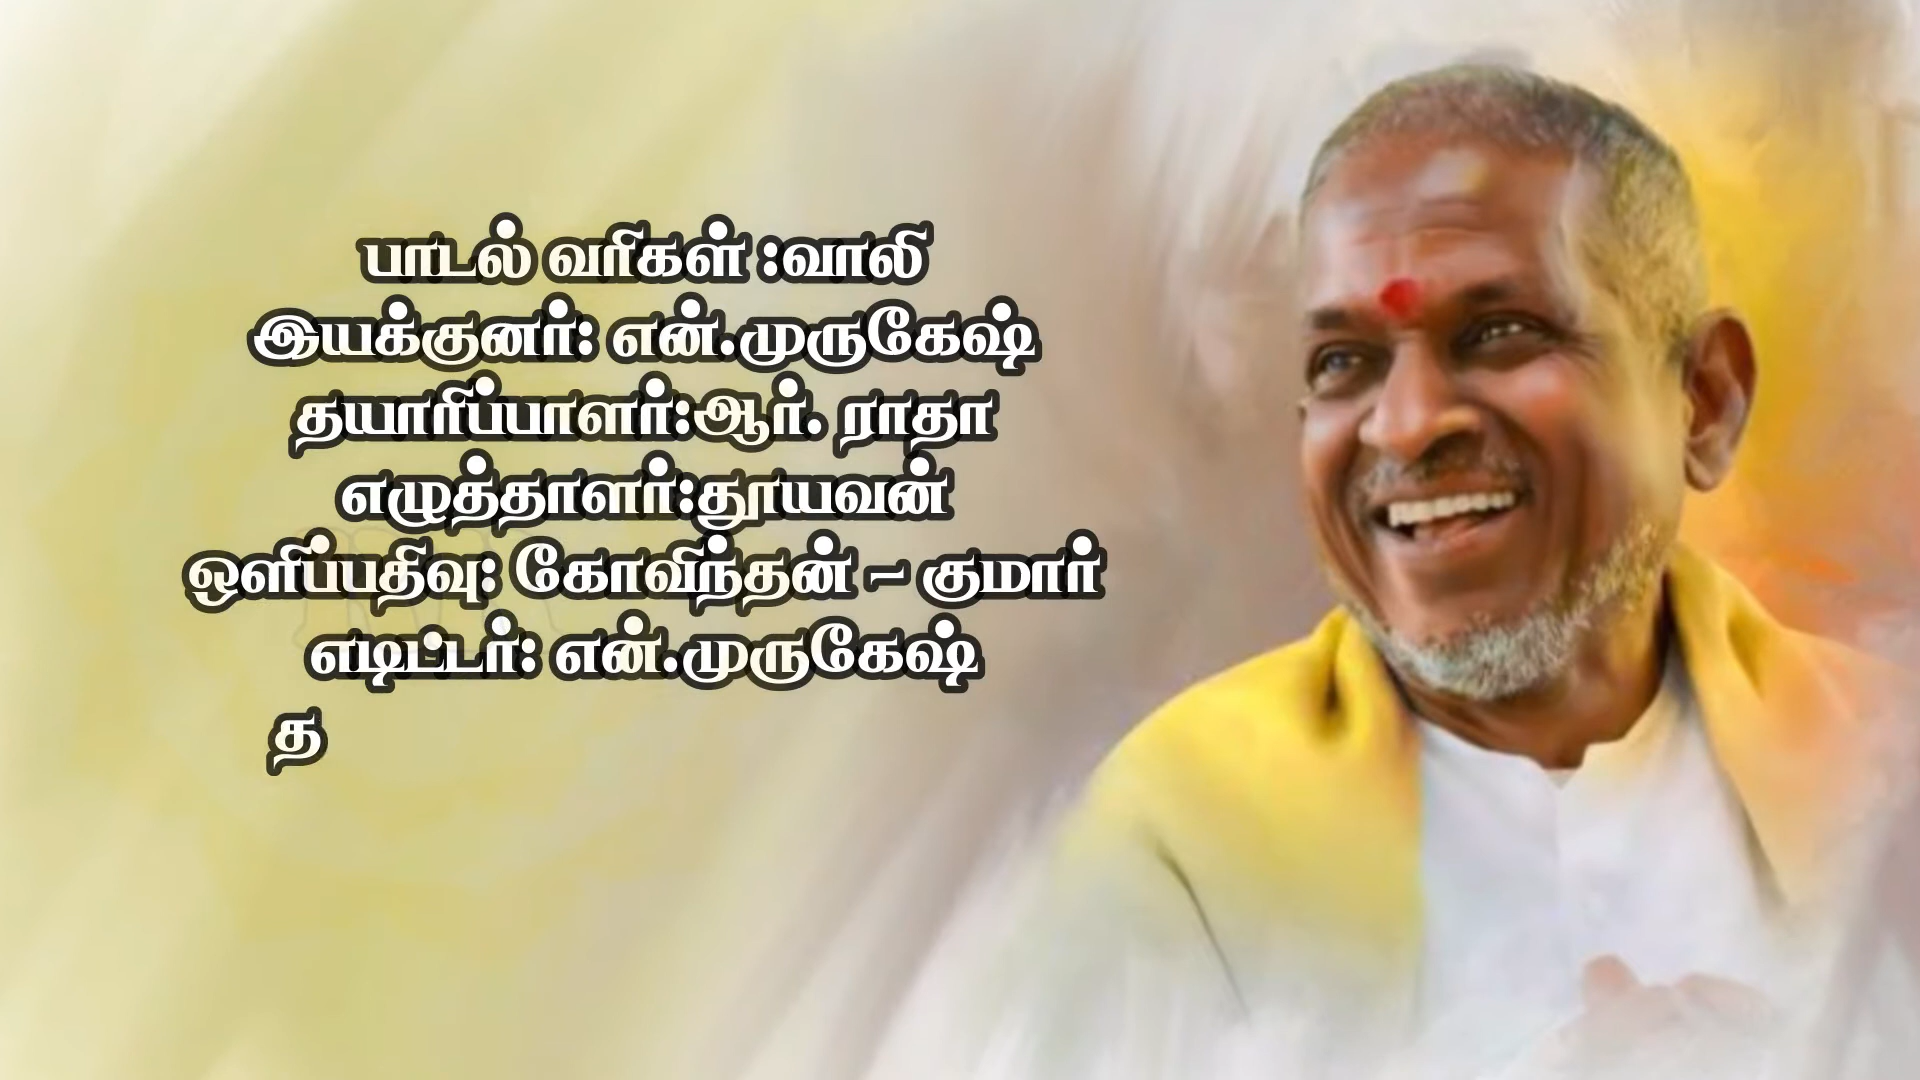 பாடல் வரிகள் :வாலி
இயக்குனர்: என்.முருகேஷ்
தயாரிப்பாளர்:ஆர். ராதா
எழுத்தாளர்:தூயவன்
ஒளிப்பதிவு: கோவிந்தன் – குமார்
எடிட்டர்: என்.முருகேஷ்
த